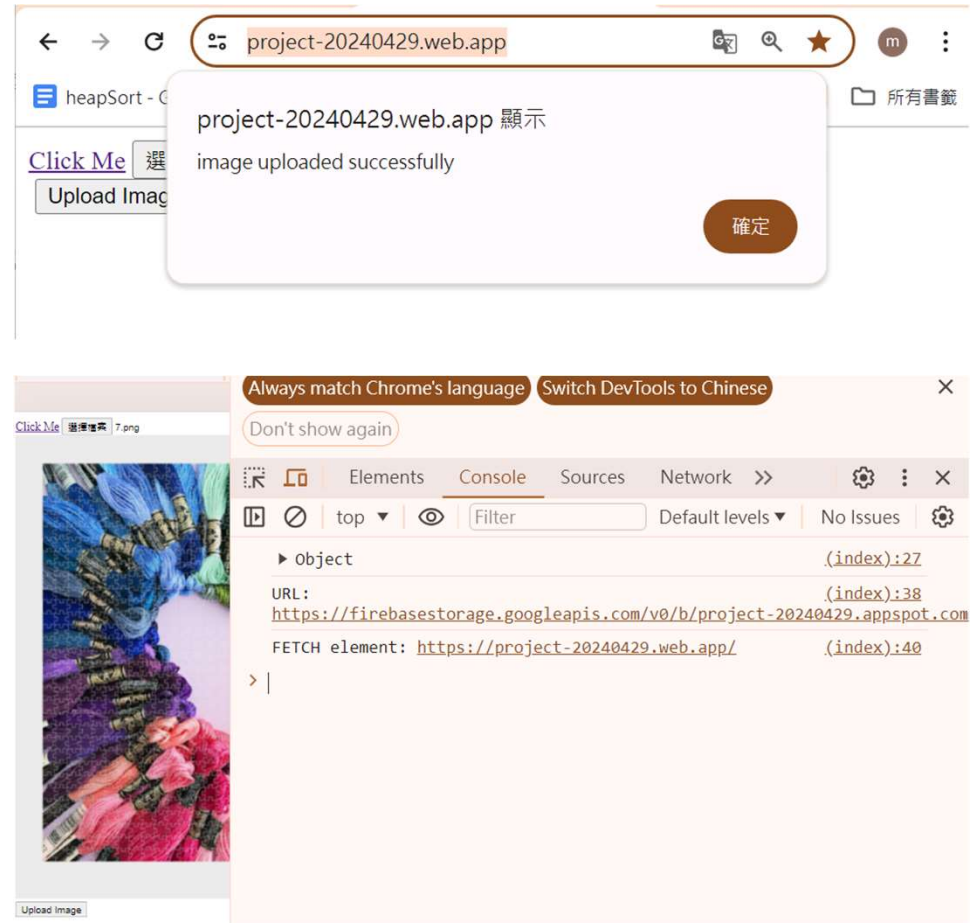 project-20240429.web.app
m
heapSort - G
所有書籤
project-20240429.web.app 顯示
image uploaded successfully
確定
Click Me 選
Upload Imag
Always match Chrome's language Switch DevTools to Chinese
Don't show again
Click Me 選擇檔案 7.png
Elements Console Sources Network >>
top Filter Default levels No Issues
Object (index):27
URL: (index):38
https://firebasestorage.googleapis.com/v0/b/project-20240429.appspot.com
FETCH element: https://project-20240429.web.app/ (index):40
>
Upload Image